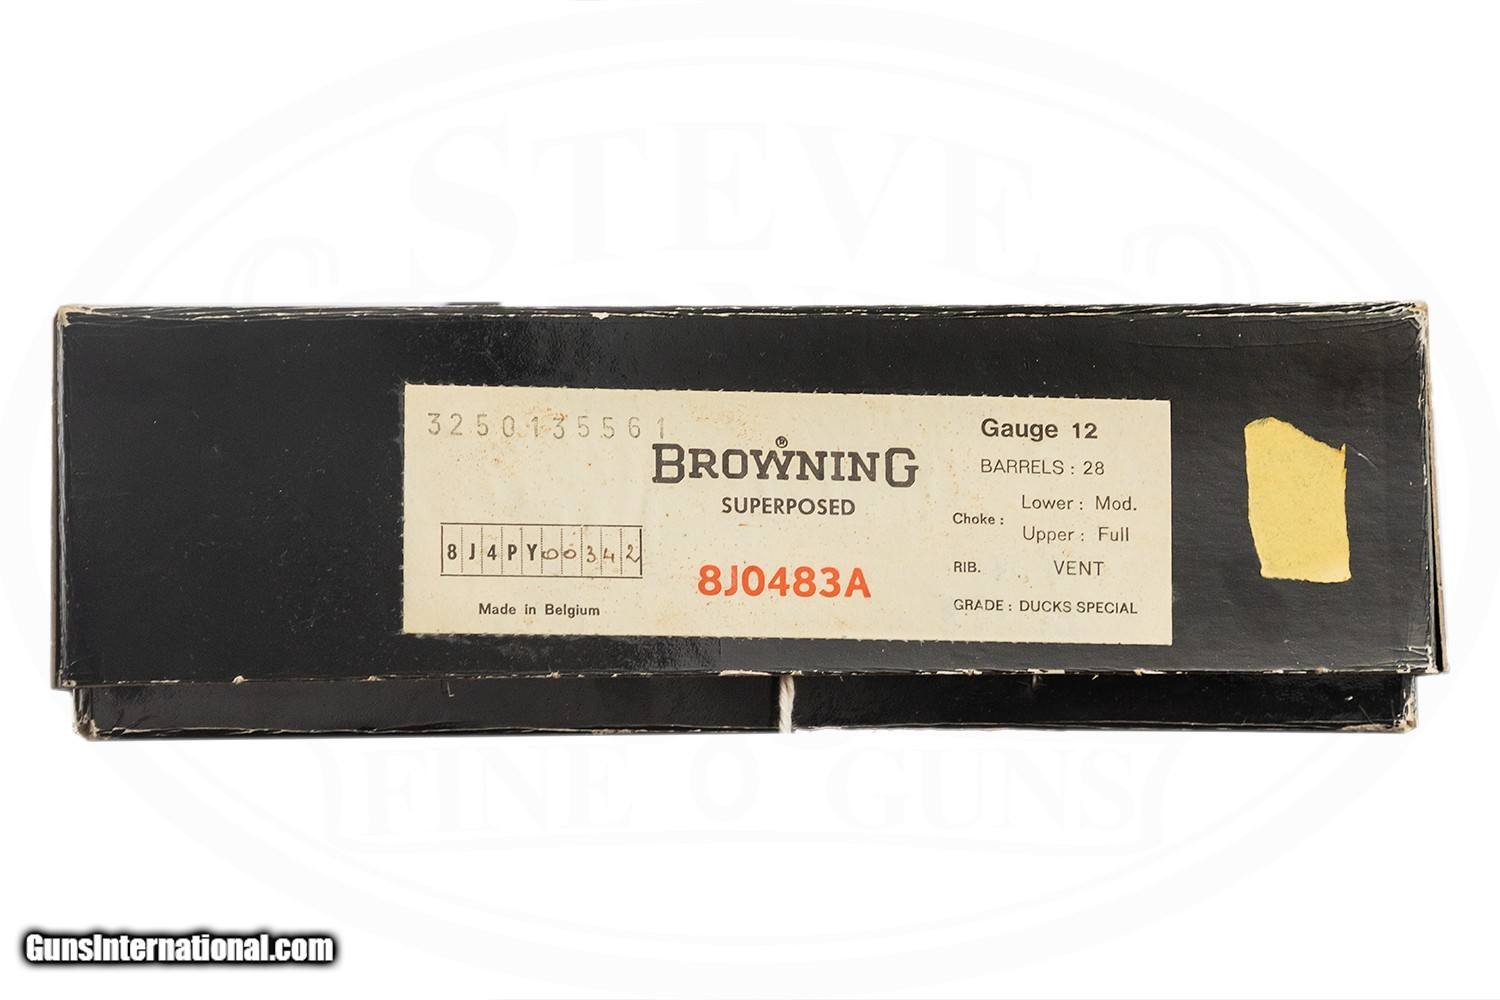 STEVE
3250135561
BROWNING
®
SUPERPOSED
8J4PY00342
8J0483A
Made in Belgium
Gauge 12
BARRELS : 28
Choke :
Lower : Mod.
Upper : Full
RIB. VENT
GRADE : DUCKS SPECIAL
FINE GUNS
GunsInternational.com